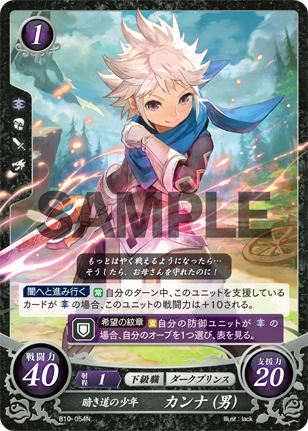 1
SAMPLE
もっとはやく戦えるようになったら…
そうしたら、お母さんを守れたのに!
闇へと進み行く 常 自分のターン中、このユニットを支援している
カードが の場合、このユニットの戦闘力は+10される。
希望の紋章 支 自分の防御ユニットが の
場合、自分のオーブを1つ選び、表を見る。
戦闘力
40
射程 1 下級職 ダークプリンス
支援力
20
暗き道の少年 カンナ(男)
B10-054N
Illust : lack